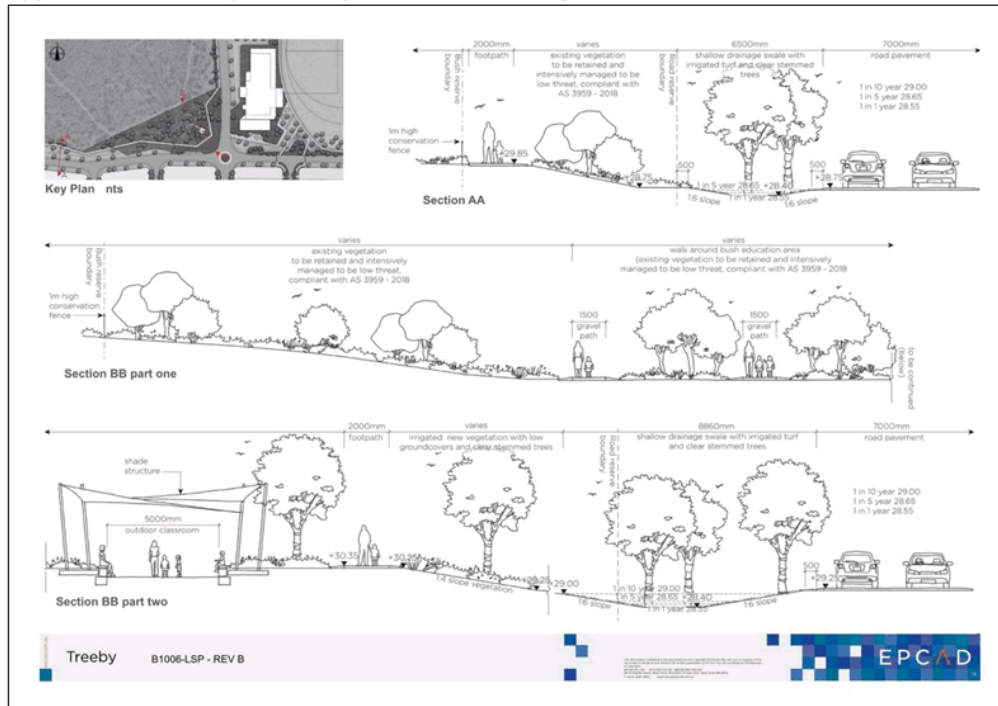 Key Plan nts
2000mm
footpath
varies
existing vegetation
to be retained and
intensively managed to be
low threat, compliant with
AS 3959 - 2018
6500mm
shallow drainage swale with
irrigated turf and clear stemmed
trees
7000mm
road pavement
Bush reserve
boundary
Road reserve
boundary
1 in 10 year 29.00
1 in 5 year 28.65
1 in 1 year 28.55
1m high
conservation
fence
+29.85
+28.75
500
1 in 5 year 28.65
+28.40
1 in 1 year 28.55
1:6 slope
1:6 slope
500
+28.75
Section AA
varies
existing vegetation
to be retained and intensively
managed to be low threat,
compliant with AS 3959 - 2018
varies
walk around bush education area
(existing vegetation to be retained and intensively
managed to be low threat, compliant with AS 3959 - 2018
Bush reserve
boundary
1m high
conservation
fence
1500
gravel
path
1500
gravel
path
to be continued
(below)
Section BB part one
2000mm
footpath
varies
irrigated new vegetation with low
groundcovers and clear stemmed trees
8860mm
shallow drainage swale with irrigated turf
and clear stemmed trees
7000mm
road pavement
Road reserve
boundary
shade
structure
5000mm
outdoor classroom
1 in 10 year 29.00
1 in 5 year 28.65
1 in 1 year 28.55
+30.35
+30.25
1:4 slope vegetation
+29.25
+29.00
1:6 slope
1 in 10 year 29.00
1 in 5 year 28.65
+28.40
1 in 1 year 28.55
1:6 slope
500
+29.25
Section BB part two
Treeby
B1006-LSP - REV B
EPCAD